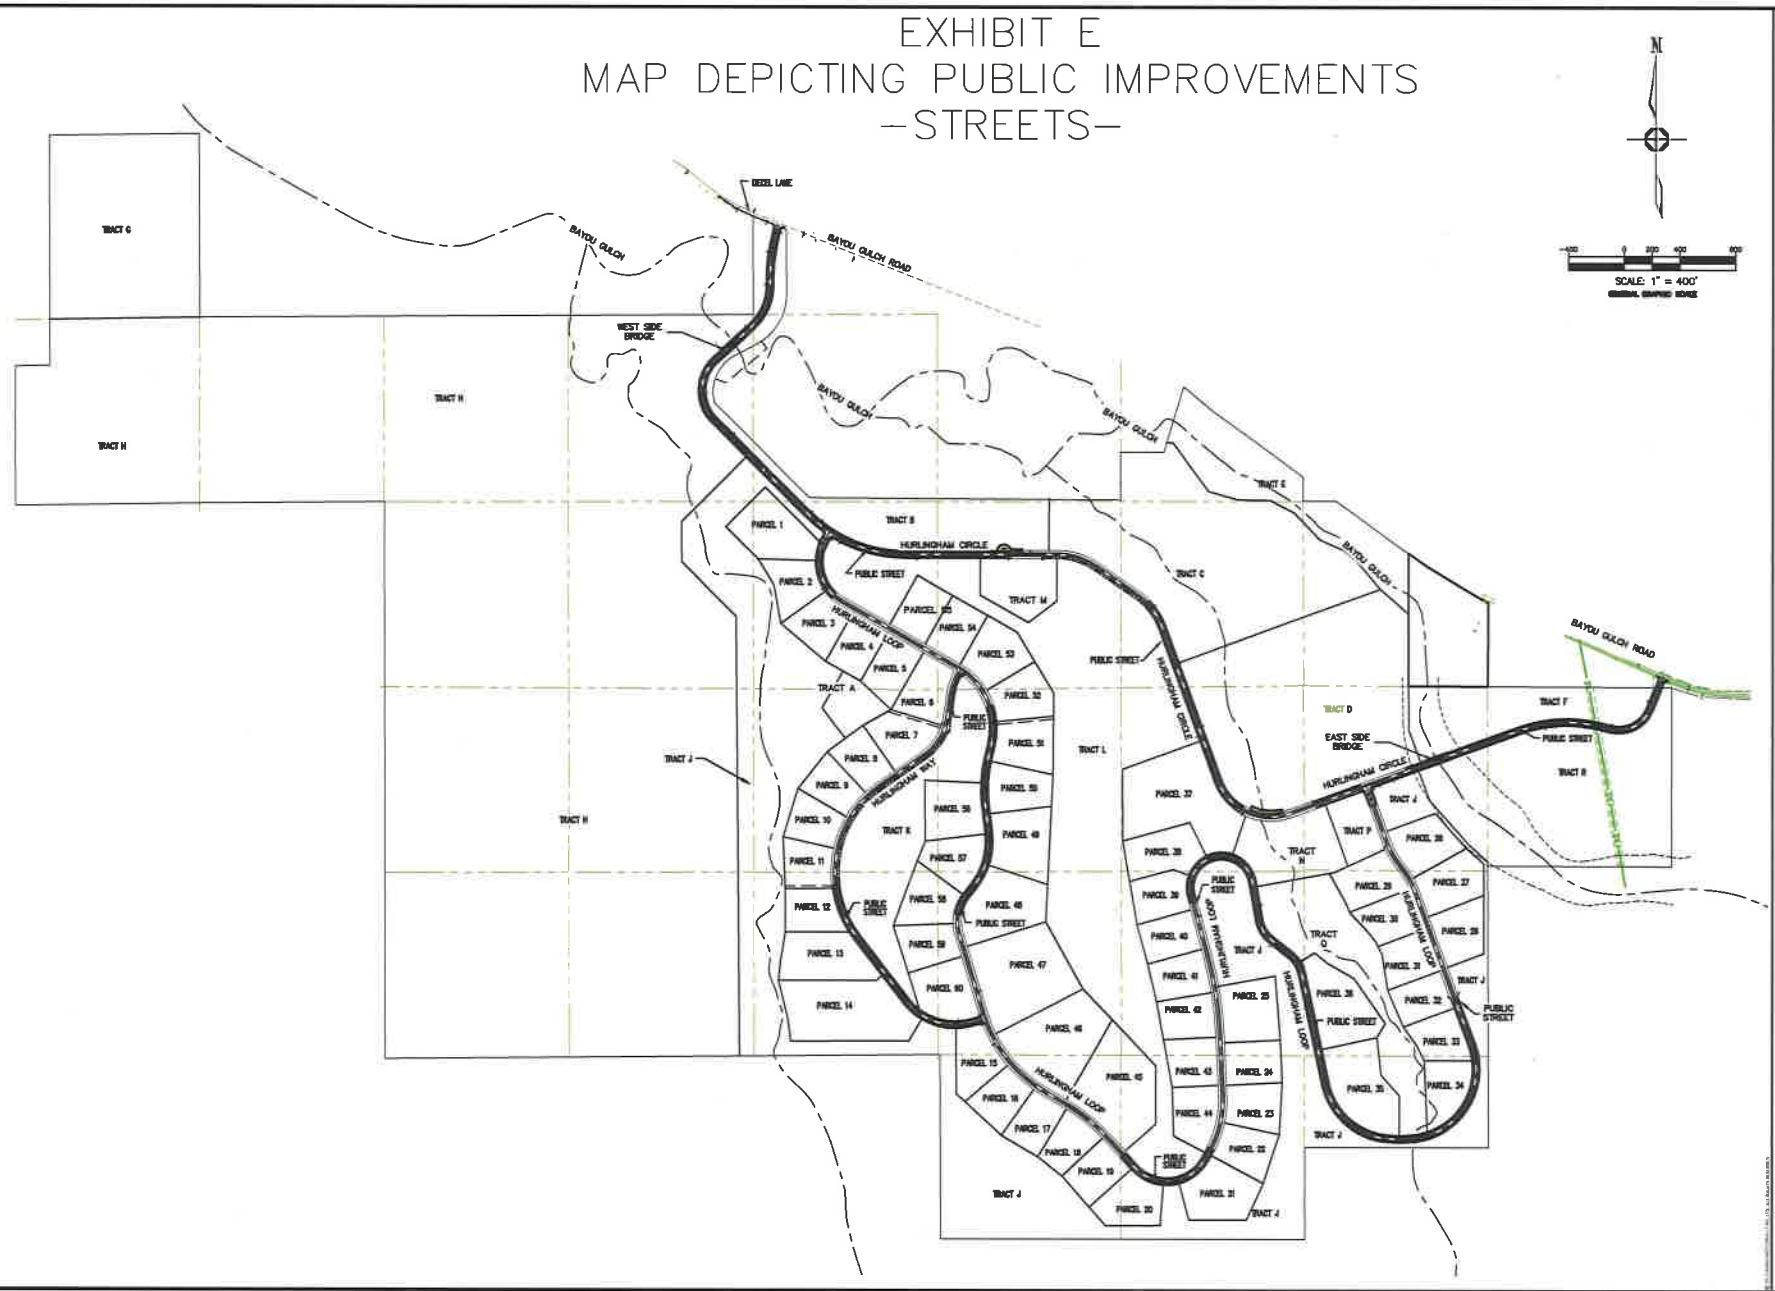 EXHIBIT E
MAP DEPICTING PUBLIC IMPROVEMENTS
-STREETS-
N
-400 0 200 400 800
SCALE: 1" = 400'
GENERAL GRAPHIC SCALE
DECEL LANE
BAYOU GULCH ROAD
BAYOU GULCH
TRACT G
WEST SIDE
BRIDGE
TRACT H
TRACT H
BAYOU GULCH
BAYOU GULCH
TRACT E
PARCEL 1
TRACT B
HURLINGHAM CIRCLE
PUBLIC STREET
BAYOU GULCH
TRACT C
PARCEL 2
TRACT M
PARCEL 3
HURLINGHAM LOOP
PARCEL 55
PARCEL 54
PARCEL 53
PARCEL 4
PARCEL 5
TRACT A
PARCEL 6
PARCEL 52
PUBLIC STREET
HURLINGHAM CIRCLE
BAYOU GULCH ROAD
TRACT D
TRACT F
PUBLIC
STREET
PARCEL 7
PARCEL 51
TRACT L
EAST SIDE
BRIDGE
PUBLIC STREET
TRACT J
PARCEL 8
HURLINGHAM WAY
PARCEL 9
PARCEL 50
PARCEL 37
HURLINGHAM CIRCLE
TRACT R
TRACT J
TRACT H
PARCEL 10
TRACT K
PARCEL 56
PARCEL 49
TRACT P
PARCEL 11
PARCEL 57
PARCEL 38
TRACT
N
PARCEL 27
PARCEL 12
PUBLIC
STREET
PARCEL 58
PARCEL 48
PARCEL 39
PUBLIC
STREET
PUBLIC STREET
PARCEL 30
HURLINGHAM LOOP
HURLINGHAM LOOP
PARCEL 13
PARCEL 59
PARCEL 47
PARCEL 40
TRACT J
TRACT
Q
PARCEL 31
PARCEL 14
PARCEL 60
PARCEL 41
PARCEL 25
HURLINGHAM LOOP
TRACT J
PARCEL 32
PUBLIC
STREET
PARCEL 42
PARCEL 46
PUBLIC STREET
PARCEL 33
PARCEL 15
HURLINGHAM LOOP
PARCEL 45
PARCEL 43
PARCEL 24
PARCEL 35
PARCEL 34
PARCEL 16
PARCEL 44
PARCEL 23
PARCEL 17
PARCEL 18
PARCEL 19
PUBLIC
STREET
PARCEL 22
TRACT J
TRACT J
PARCEL 20
PARCEL 21
TRACT J